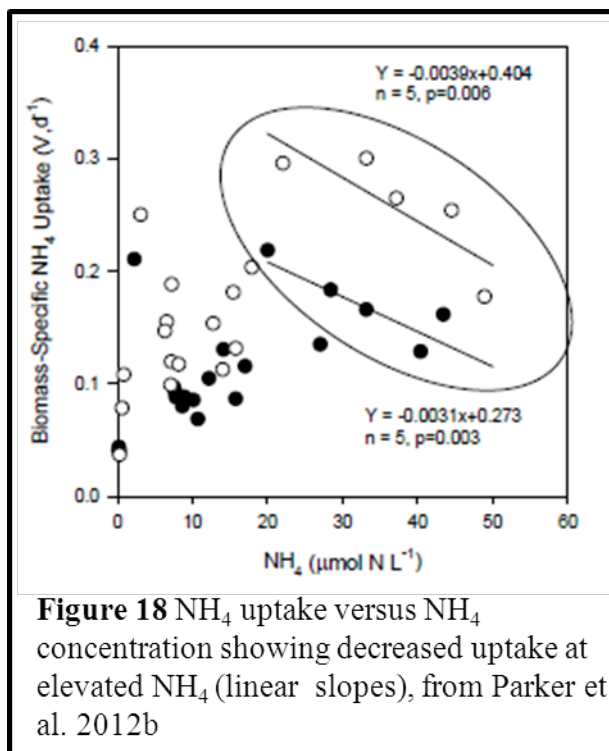 0.4
Y = -0.0039x+0.404
n = 5, p=0.006
0.3
Biomass-Specific NH₄ Uptake (V,d⁻¹)
0.2
0.1
Y = -0.0031x+0.273
n = 5, p=0.003
0.0
0 10 20 30 40 50 60
NH₄ (μmol N L⁻¹)
Figure 18 NH₄ uptake versus NH₄
concentration showing decreased uptake at
elevated NH₄ (linear slopes), from Parker et
al. 2012b